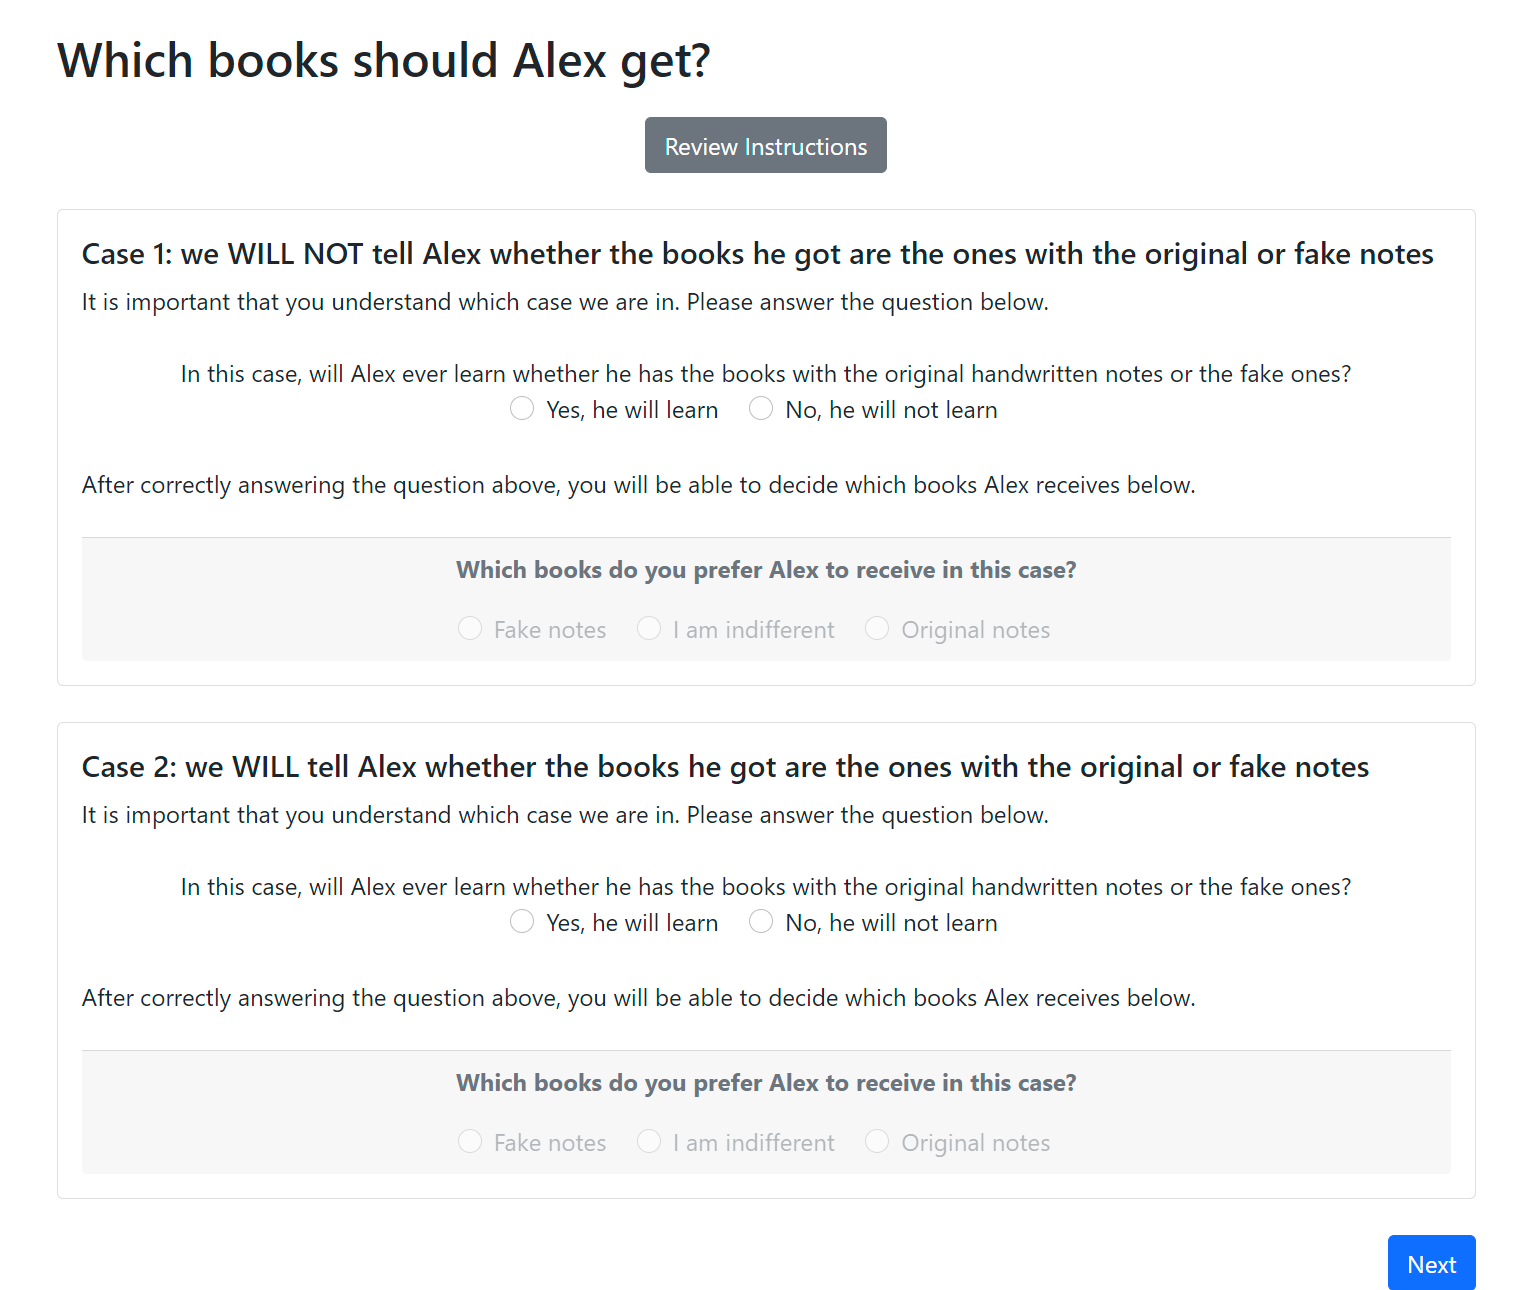 Which books should Alex get?
Review Instructions
Case 1: we WILL NOT tell Alex whether the books he got are the ones with the original or fake notes
It is important that you understand which case we are in. Please answer the question below.
In this case, will Alex ever learn whether he has the books with the original handwritten notes or the fake ones?
Yes, he will learn No, he will not learn
After correctly answering the question above, you will be able to decide which books Alex receives below.
Which books do you prefer Alex to receive in this case?
Fake notes I am indifferent Original notes
Case 2: we WILL tell Alex whether the books he got are the ones with the original or fake notes
It is important that you understand which case we are in. Please answer the question below.
In this case, will Alex ever learn whether he has the books with the original handwritten notes or the fake ones?
Yes, he will learn No, he will not learn
After correctly answering the question above, you will be able to decide which books Alex receives below.
Which books do you prefer Alex to receive in this case?
Fake notes I am indifferent Original notes
Next